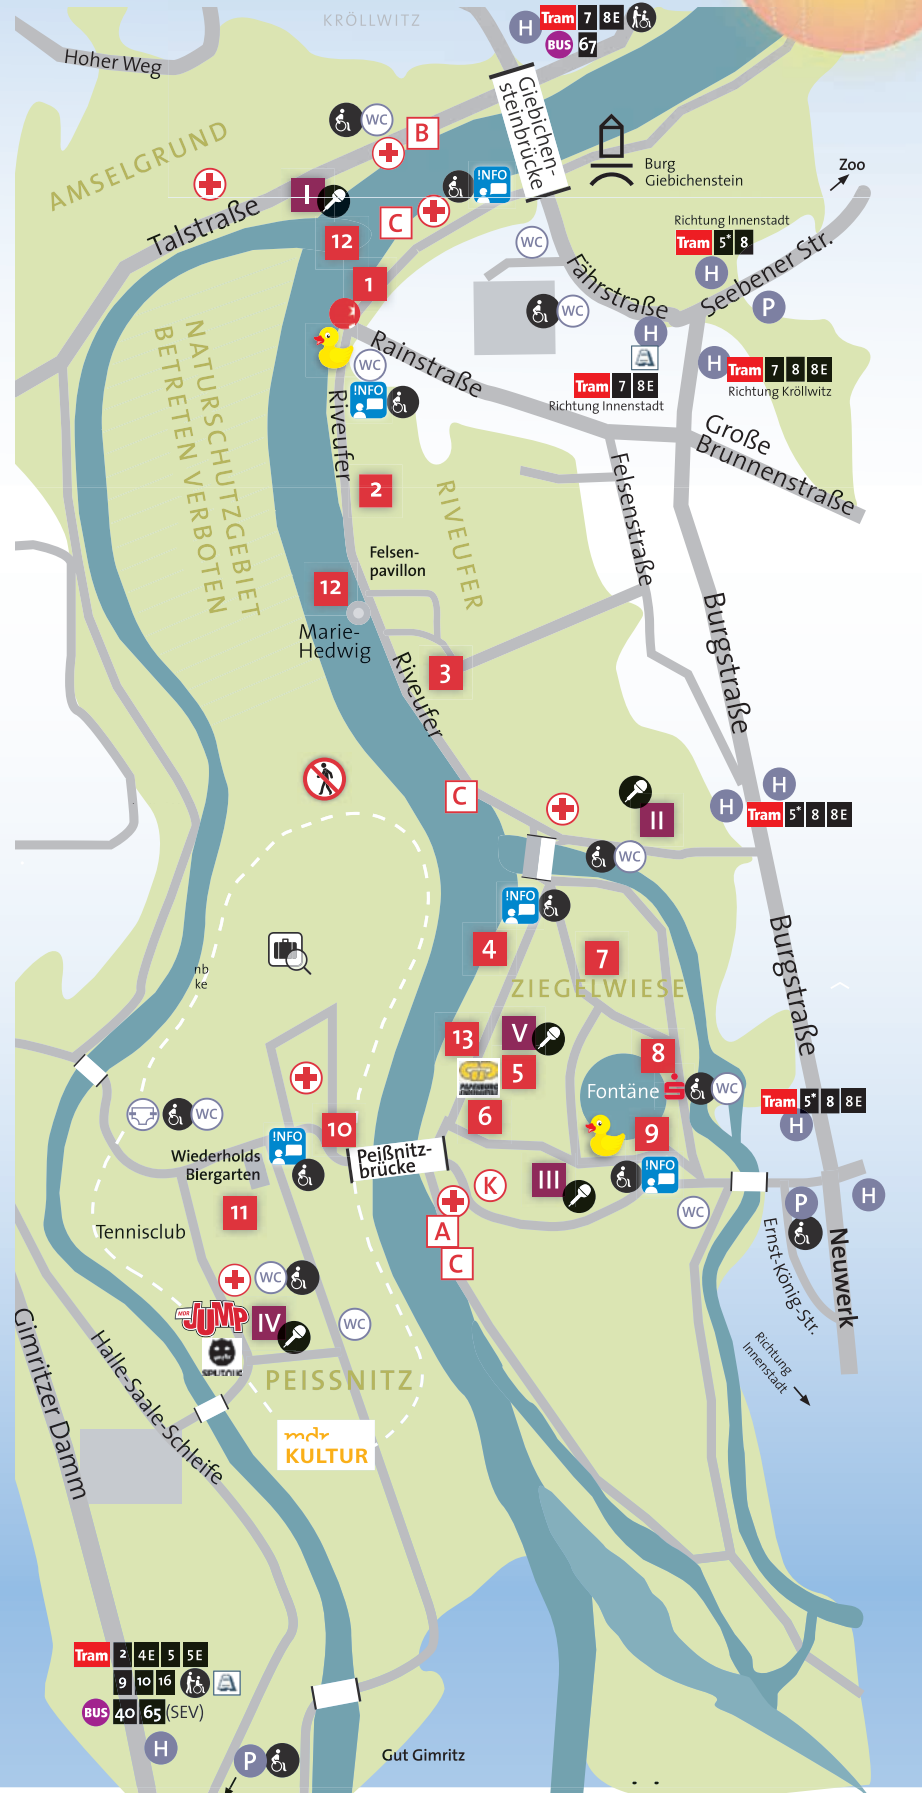 KRÖLLWITZ
H
Tram 7 8E
BUS 67
Hoher Weg
Giebichen-
steinbrücke
WC
B
AMSELGRUND
Burg
Giebichenstein
Zoo
!NFO
I
C
Talstraße
Richtung Innenstadt
Tram 5* 8
H
12
WC
Seebener Str.
Fährstraße
1
P
WC
H
Rainstraße
WC
H
Tram 7 8 8E
Richtung Kröllwitz
Tram 7 8E
Richtung Innenstadt
!NFO
NATURSCHUTZGEBIET
BETRETEN VERBOTEN
Riveufer
Große
Brunnenstraße
2
RIVEUFER
Felsenstraße
Felsen-
pavillon
12
Marie-
Hedwig
Burgstraße
Riveufer
3
C
II
H
H
Tram 5* 8 8E
WC
!NFO
4
7
Burgstraße
nb
ke
ZIEGELWIESE
13
V
5
8
Fontäne
WC
Tram 5* 8 8E
H
WC
6
10
9
!NFO
Peißnitz-
brücke
Wiederholds
Biergarten
K
III
!NFO
11
WC
P
H
Tennisclub
A
C
Ernst-König-Str.
Neuwerk
WC
MDR JUMP
IV
WC
SPUTNIK
Gimritzer Damm
Halle-Saale-Schleife
Richtung
Innenstadt
PEISSNITZ
mdr
KULTUR
Tram 2 4E 5 5E
9 10 16
BUS 40 65 (SEV)
H
P
Gut Gimritz